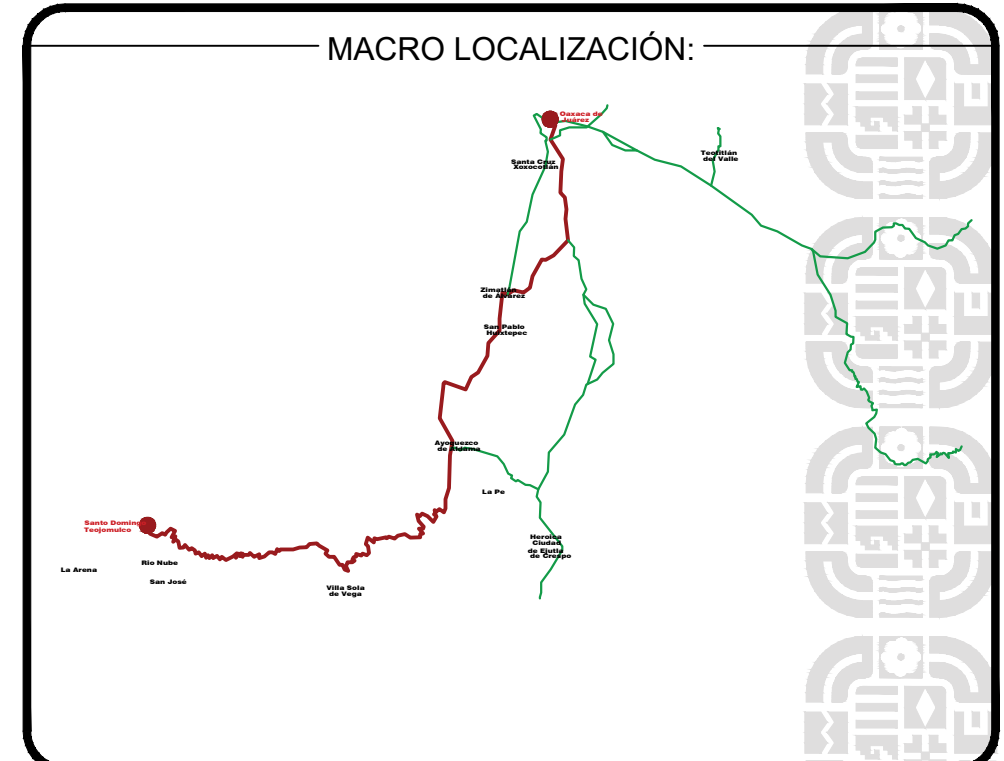 MACRO LOCALIZACIÓN:
Oaxaca de
Juárez
Teotitlán
del Valle
Santa Cruz
Xoxocotlán
Zimatlán
de Álvarez
San Pablo
Huixtepec
Ayoquezco
de Aldama
La Pe
Santo Domingo
Teojomulco
Heroica
Ciudad
de Ejutla
de Crespo
Rio Nube
La Arena
San José
Villa Sola
de Vega